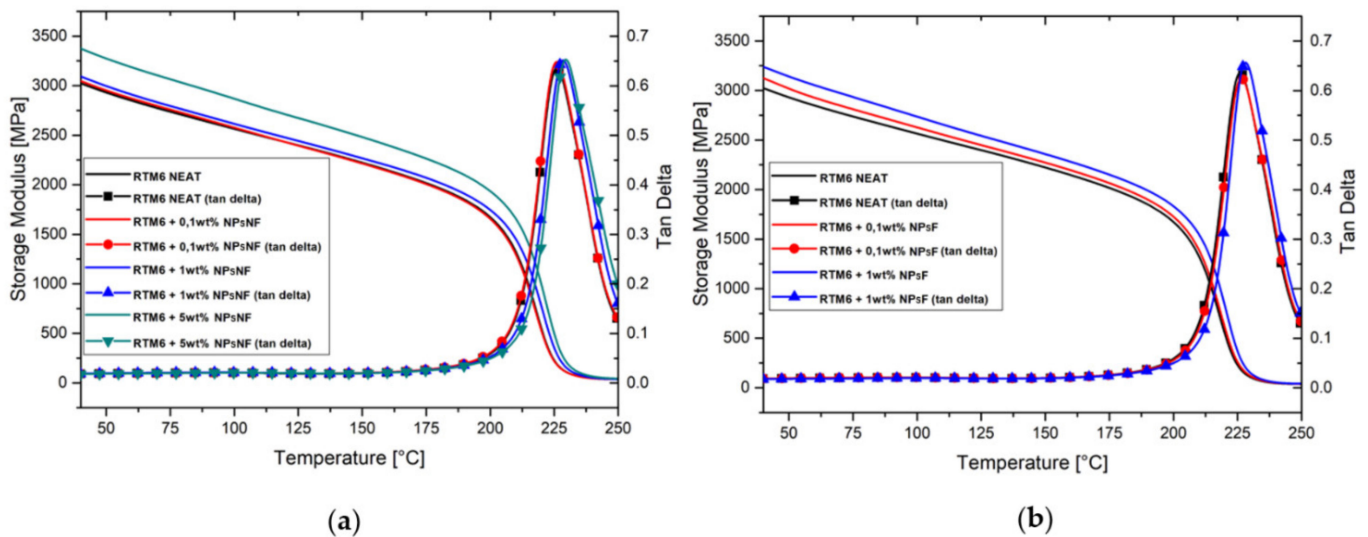 3500
3000
2500
2000
1500
1000
500
0
Storage Modulus [MPa]
0.7
0.6
0.5
0.4
0.3
0.2
0.1
0.0
Tan Delta
RTM6 NEAT
RTM6 NEAT (tan delta)
RTM6 + 0,1wt% NPSNF
RTM6 + 0,1wt% NPSNF (tan delta)
RTM6 + 1wt% NPSNF
RTM6 + 1wt% NPSNF (tan delta)
RTM6 + 5wt% NPSNF
RTM6 + 5wt% NPSNF (tan delta)
50 75 100 125 150 175 200 225 250
Temperature [°C]
(a)
3500
3000
2500
2000
1500
1000
500
0
Storage Modulus [MPa]
0.7
0.6
0.5
0.4
0.3
0.2
0.1
0.0
Tan Delta
RTM6 NEAT
RTM6 NEAT (tan delta)
RTM6 + 0,1wt% NPSF
RTM6 + 0,1wt% NPSF (tan delta)
RTM6 + 1wt% NPSF
RTM6 + 1wt% NPSF (tan delta)
50 75 100 125 150 175 200 225 250
Temperature [°C]
(b)